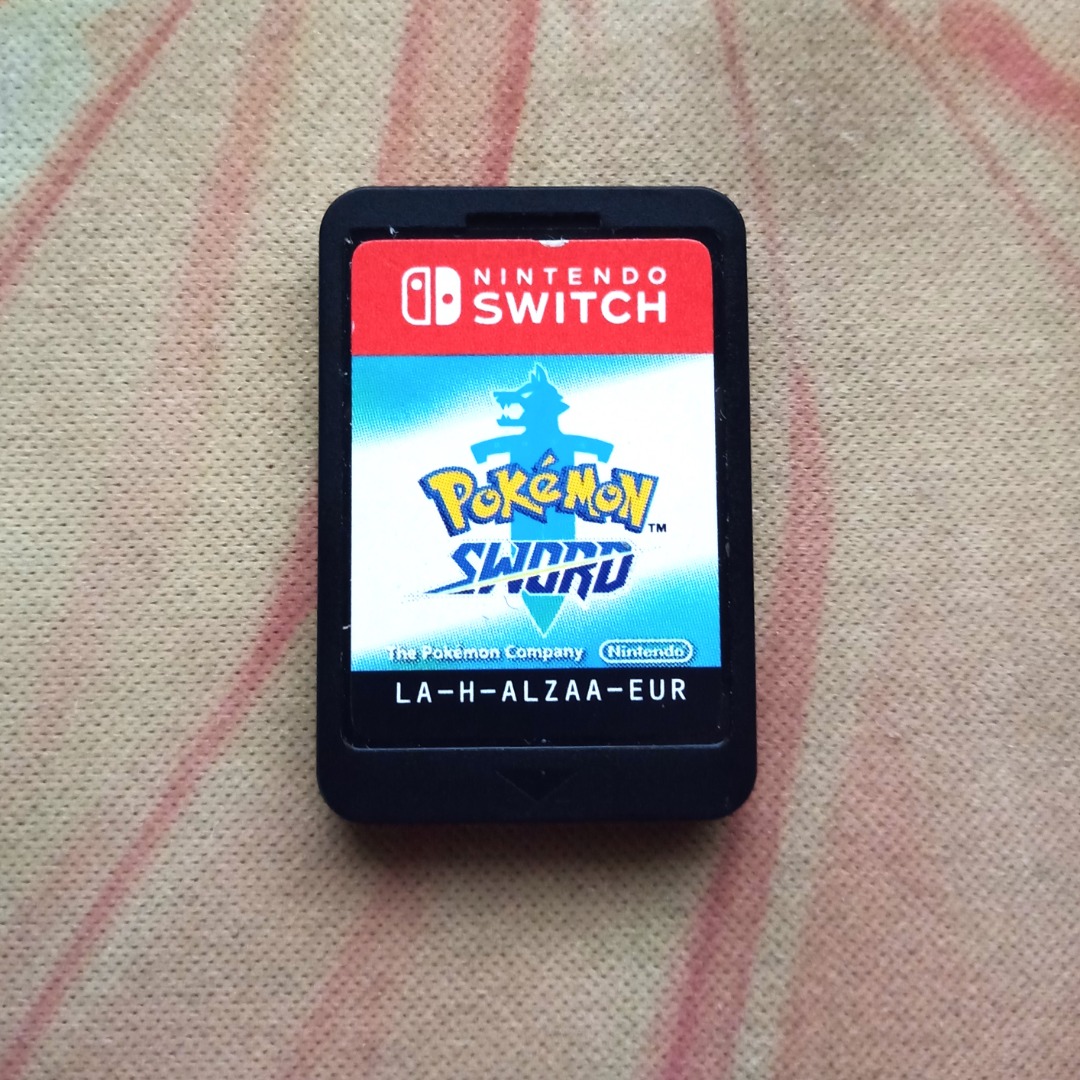 NINTENDO
SWITCH
POKéMON™
SWORD
The Pokémon Company Nintendo
LA-H-ALZAA-EUR